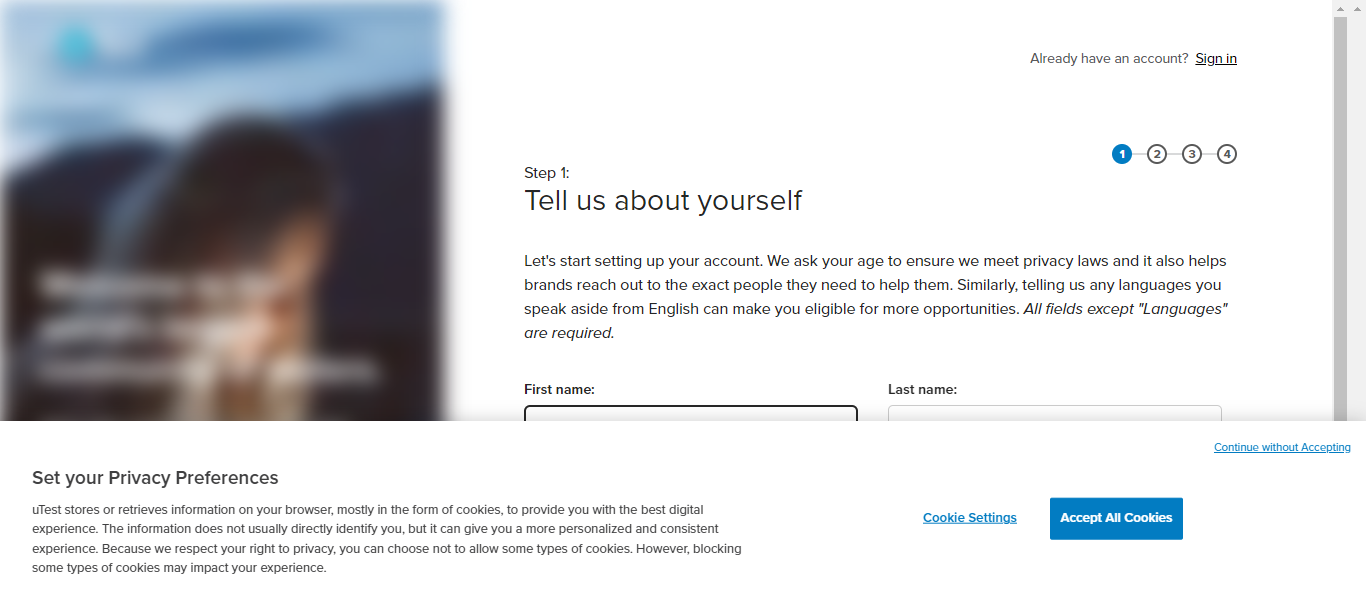 Already have an account? Sign in
1 2 3 4
Step 1:
Tell us about yourself
Let's start setting up your account. We ask your age to ensure we meet privacy laws and it also helps
brands reach out to the exact people they need to help them. Similarly, telling us any languages you
speak aside from English can make you eligible for more opportunities. All fields except "Languages"
are required.
First name: Last name:
Continue without Accepting
Set your Privacy Preferences
uTest stores or retrieves information on your browser, mostly in the form of cookies, to provide you with the best digital
experience. The information does not usually directly identify you, but it can give you a more personalized and consistent
experience. Because we respect your right to privacy, you can choose not to allow some types of cookies. However, blocking
some types of cookies may impact your experience.
Cookie Settings Accept All Cookies